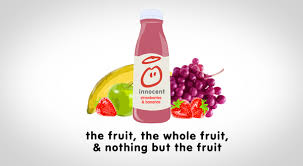 innocent
strawberries
& bananas
the fruit, the whole fruit,
& nothing but the fruit